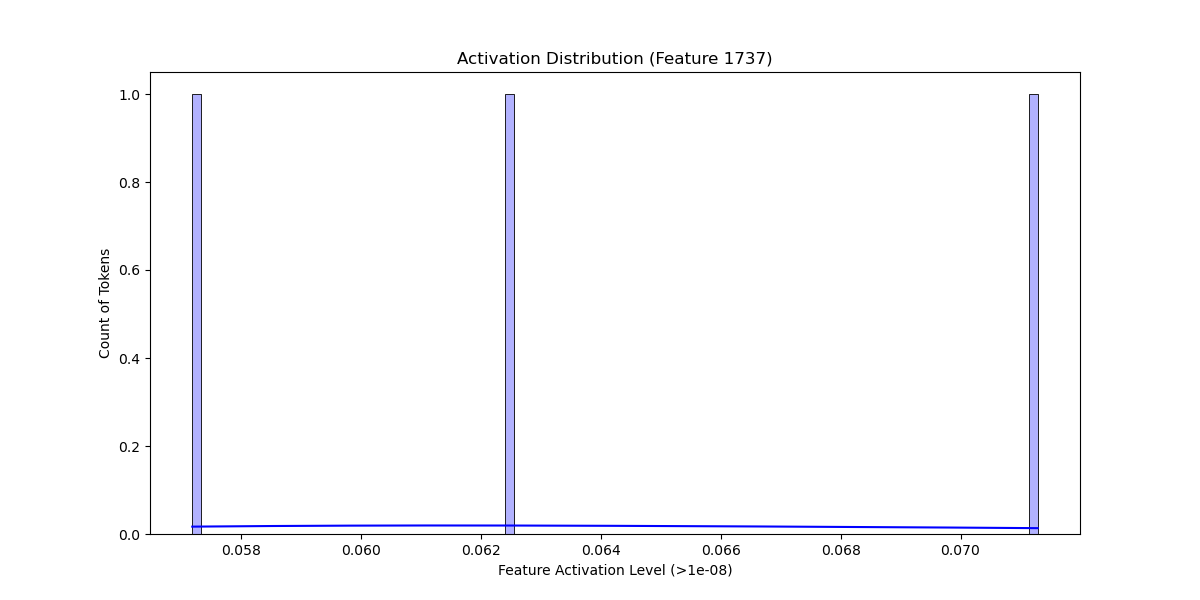 Activation Distribution (Feature 1737)
1.0
0.8
0.6
0.4
0.2
0.0
Count of Tokens
0.058 0.060 0.062 0.064 0.066 0.068 0.070
Feature Activation Level (>1e-08)